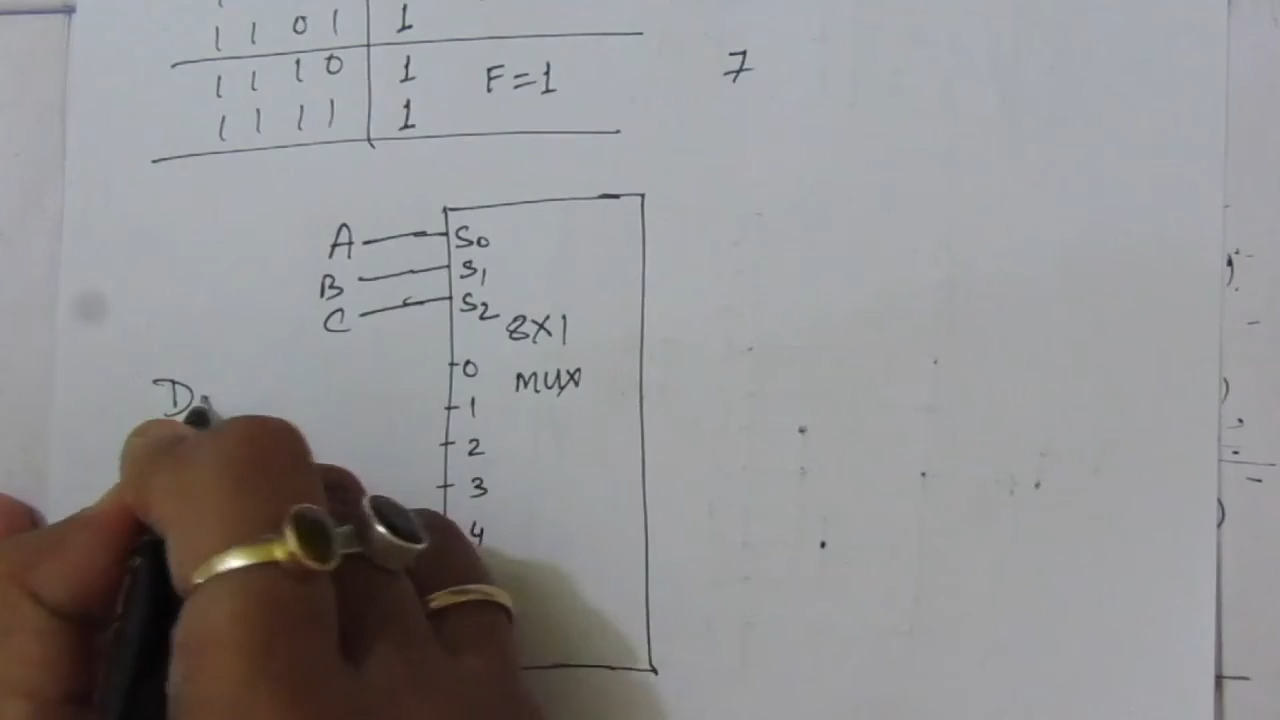 1 1 0 1 1
1 1 1 0 1 F=1 7
1 1 1 1 1
A S0
B S1
C S2
8X1
MUX
0
1
2
3
4
D